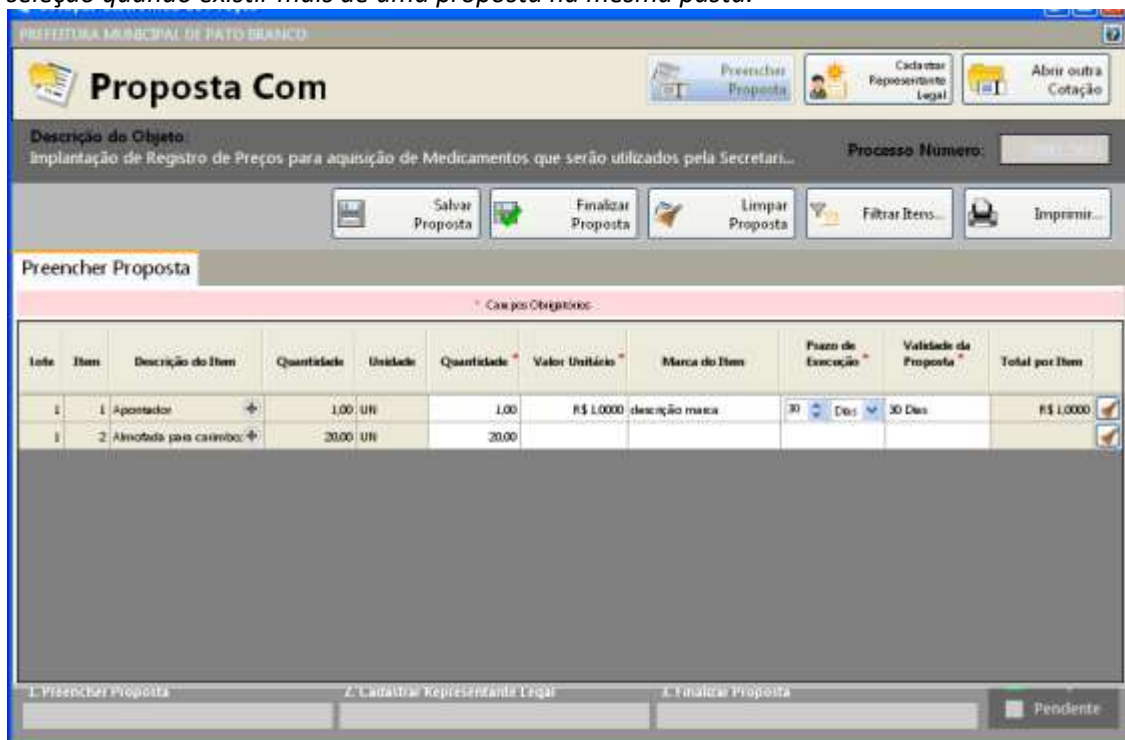 seleção quando existir mais de uma proposta na mesma pasta.
PREFEITURA MUNICIPAL DE PATO BRANCO
Proposta Com
Preencher Proposta
Cadastrar Representante Legal
Abrir outra Cotação
Descrição do Objeto:
Implantação de Registro de Preços para aquisição de Medicamentos que serão utilizados pela Secretari...
Processo Numero:
Salvar Proposta
Finalizar Proposta
Limpar Proposta
Filtrar Itens...
Imprimir...
Preencher Proposta
* Campos Obrigatórios
Lote Item Descrição do Item Quantidade Unidade Quantidade * Valor Unitário * Marca do Item Prazo de Execução * Validade da Proposta * Total por Item
1 1 Apontador + 1,00 UN 1,00 R$ 1,0000 descrição marca 30 Dias 30 Dias R$ 1,0000
1 2 Almofada para carimbo: + 20,00 UN 20,00
1. Preencher Proposta 2. Cadastrar Representante Legal 3. Finalizar Proposta
Pendente